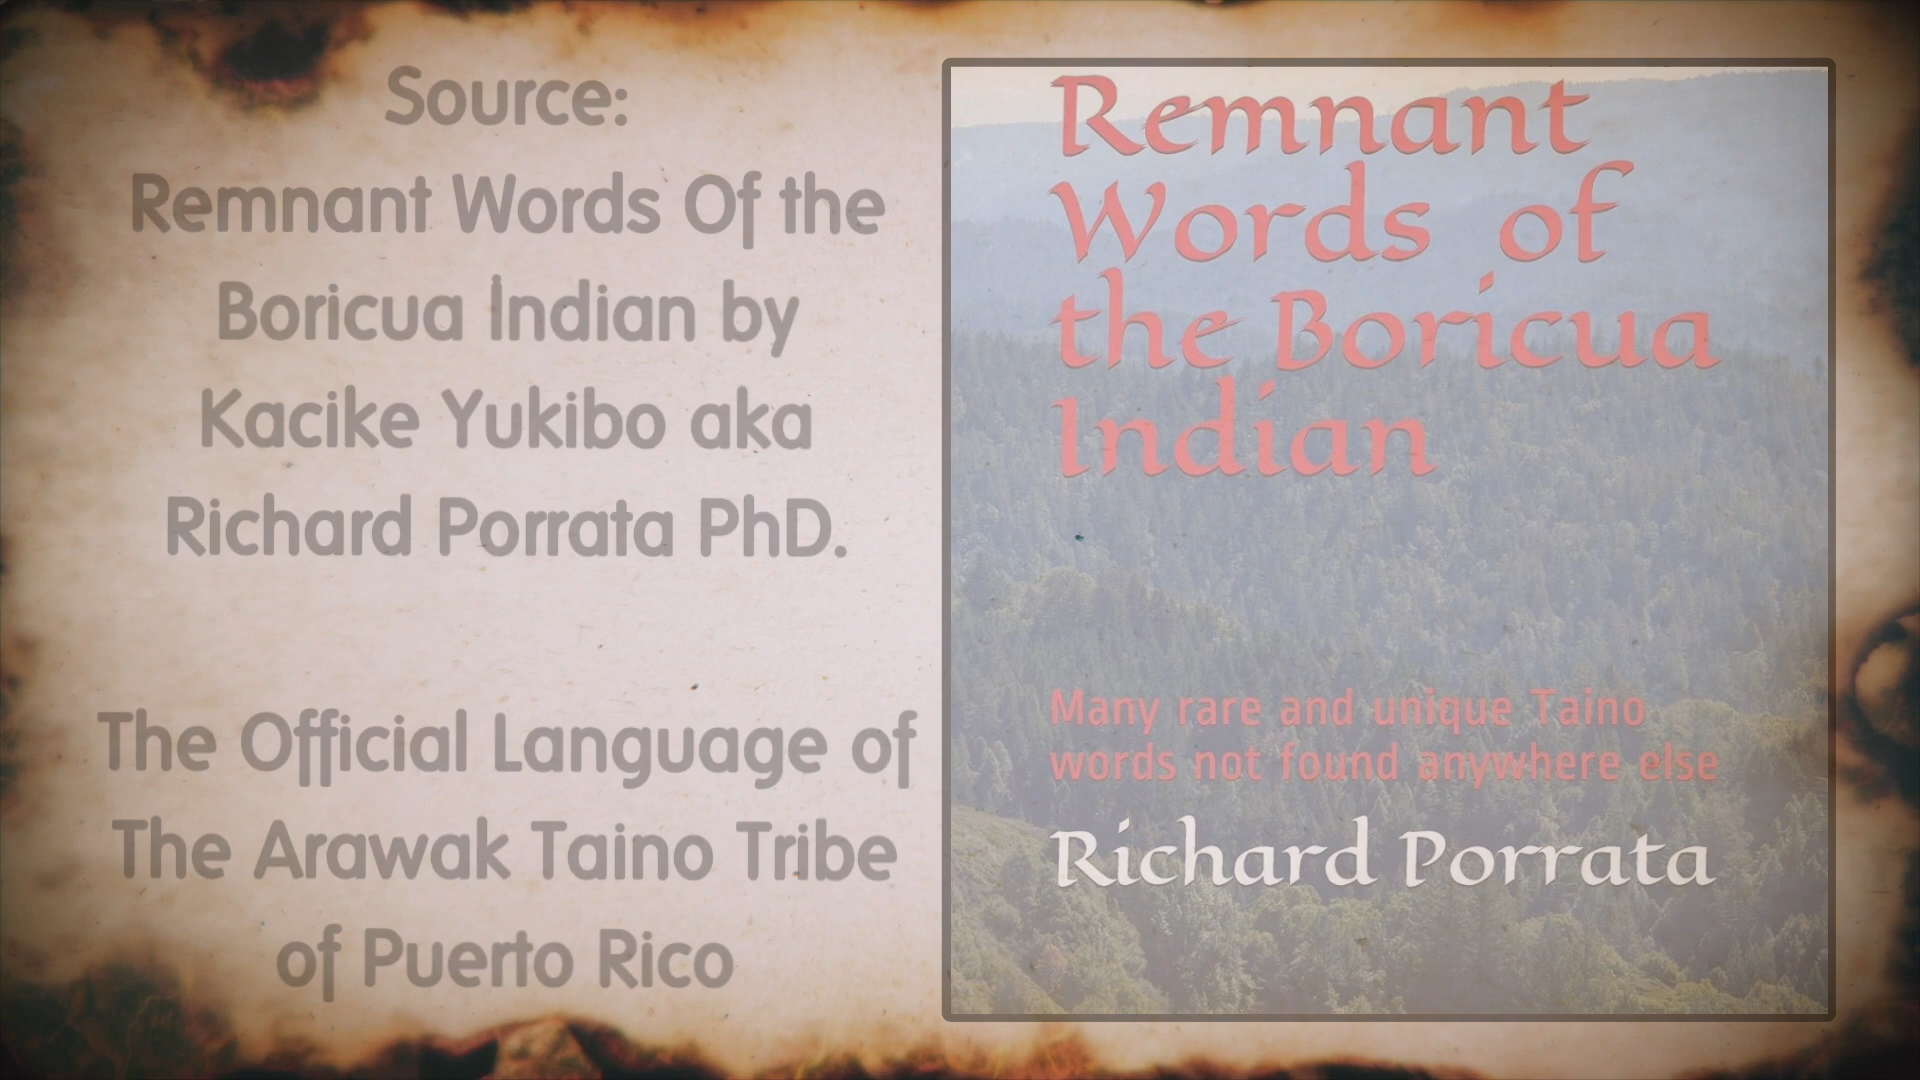 Source:
Remnant Words Of the
Boricua Indian by
Kacike Yukibo aka
Richard Porrata PhD.
The Official Language of
The Arawak Taino Tribe
of Puerto Rico
Remnant
Words of
the Boricua
Indian
Many rare and unique Taino
words not found anywhere else
Richard Porrata